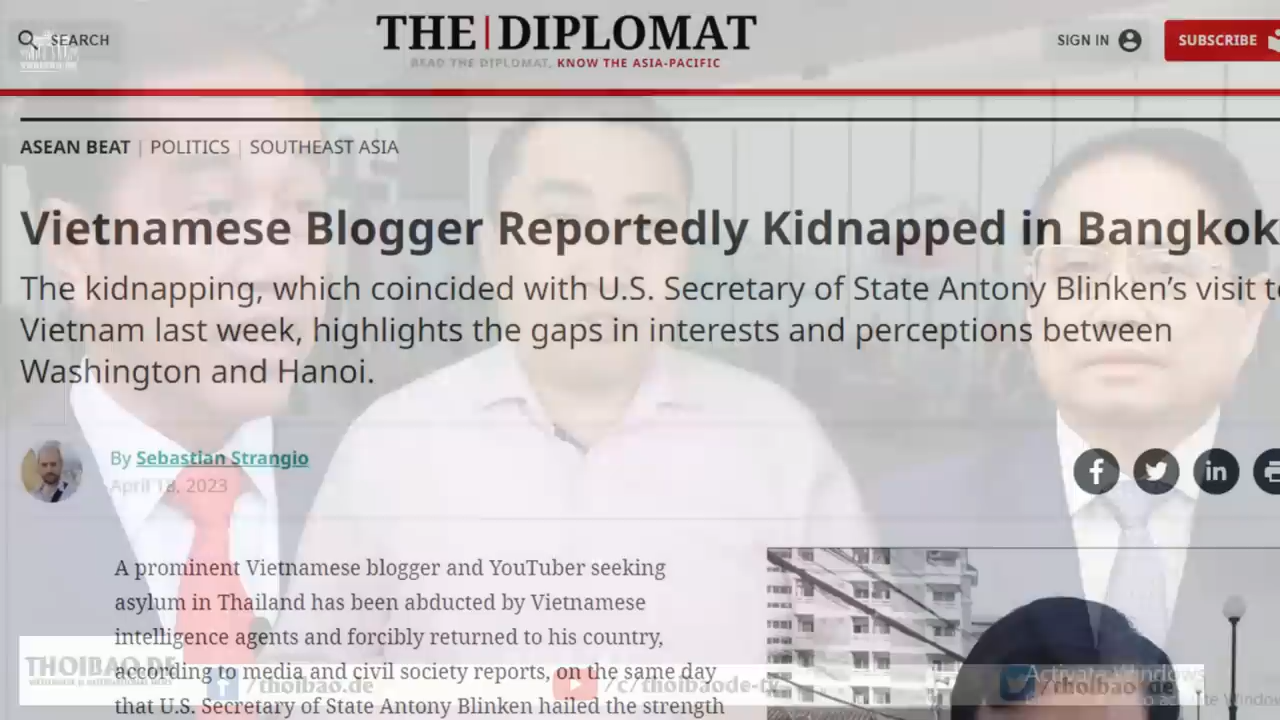 SEARCH
THE | DIPLOMAT
SIGN IN
SUBSCRIBE
READ THE DIPLOMAT, KNOW THE ASIA-PACIFIC
ASEAN BEAT | POLITICS | SOUTHEAST ASIA
Vietnamese Blogger Reportedly Kidnapped in Bangkok
The kidnapping, which coincided with U.S. Secretary of State Antony Blinken's visit to
Vietnam last week, highlights the gaps in interests and perceptions between
Washington and Hanoi.
By Sebastian Strangio
April 18, 2023
A prominent Vietnamese blogger and YouTuber seeking
asylum in Thailand has been abducted by Vietnamese
intelligence agents and forcibly returned to his country,
according to media and civil society reports, on the same day
that U.S. Secretary of State Antony Blinken hailed the strength
THOIBAO.DE
/thoibao.de
/c/thoibaode-tv
/thoibao de
Activate Windows